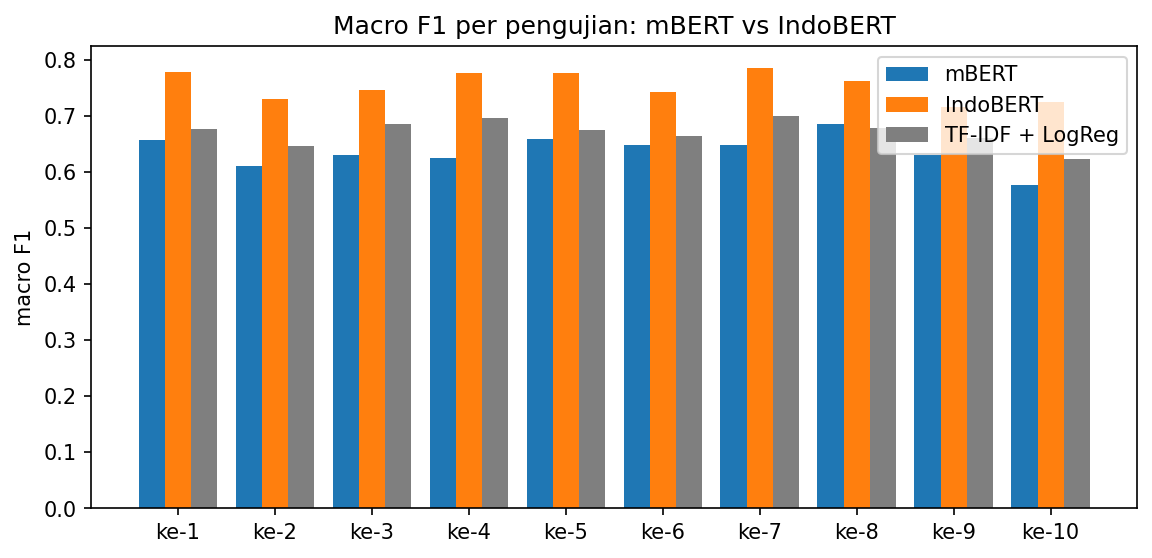 Macro F1 per pengujian: mBERT vs IndoBERT
mBERT
IndoBERT
TF-IDF + LogReg
macro F1
0.8
0.7
0.6
0.5
0.4
0.3
0.2
0.1
0.0
ke-1 ke-2 ke-3 ke-4 ke-5 ke-6 ke-7 ke-8 ke-9 ke-10